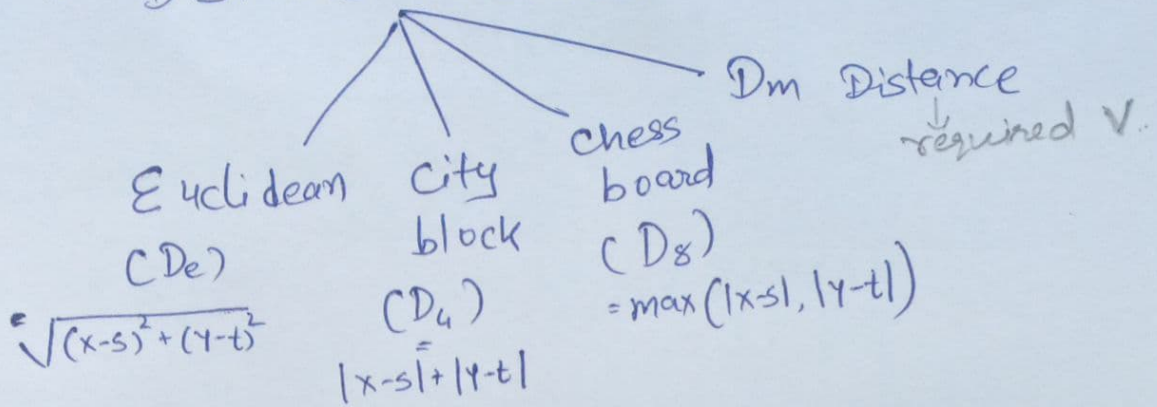 Dm Distance
required V.
Euclidean
(De)
= √(x-s)² + (y-t)²
City
block
(D₄)
=
|x-s| + |y-t|
chess
board
(D₈)
= max(|x-s|, |y-t|)